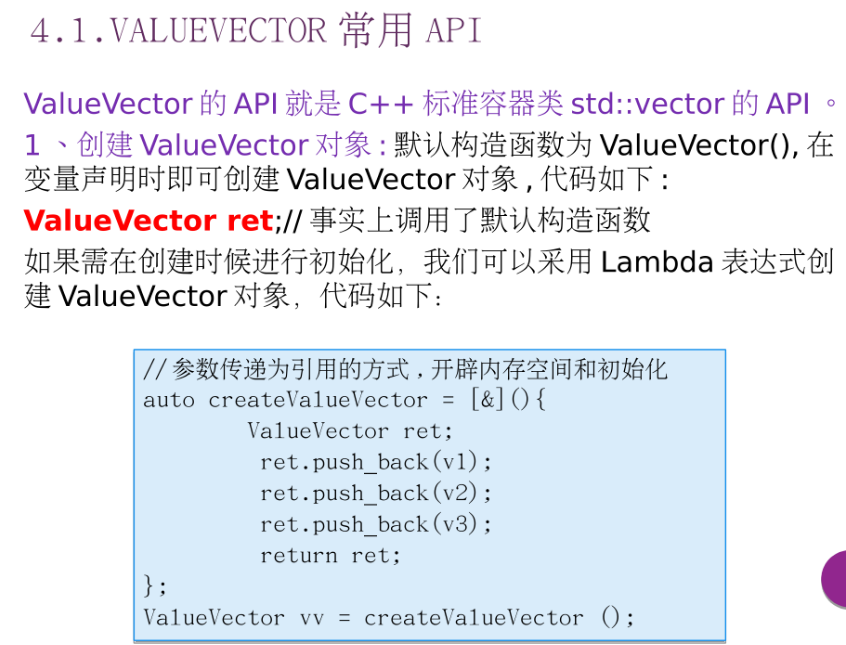 4.1.VALUEVECTOR 常用 API
ValueVector 的 API 就是 C++ 标准容器类 std::vector 的 API 。
1 、创建 ValueVector 对象 : 默认构造函数为 ValueVector(), 在
变量声明时即可创建 ValueVector 对象 , 代码如下 :
ValueVector ret;// 事实上调用了默认构造函数
如果需在创建时候进行初始化，我们可以采用 Lambda 表达式创
建 ValueVector 对象，代码如下：
// 参数传递为引用的方式 , 开辟内存空间和初始化
auto createValueVector = [&](){
ValueVector ret;
ret.push_back(v1);
ret.push_back(v2);
ret.push_back(v3);
return ret;
};
ValueVector vv = createValueVector ();